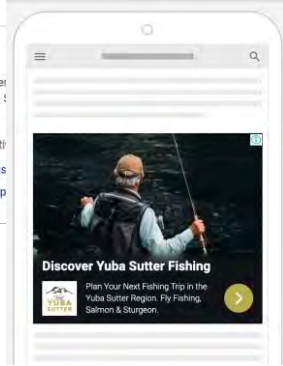 Discover Yuba Sutter Fishing
YUBA
SUTTER
Plan Your Next Fishing Trip in the
Yuba Sutter Region. Fly Fishing,
Salmon & Sturgeon.